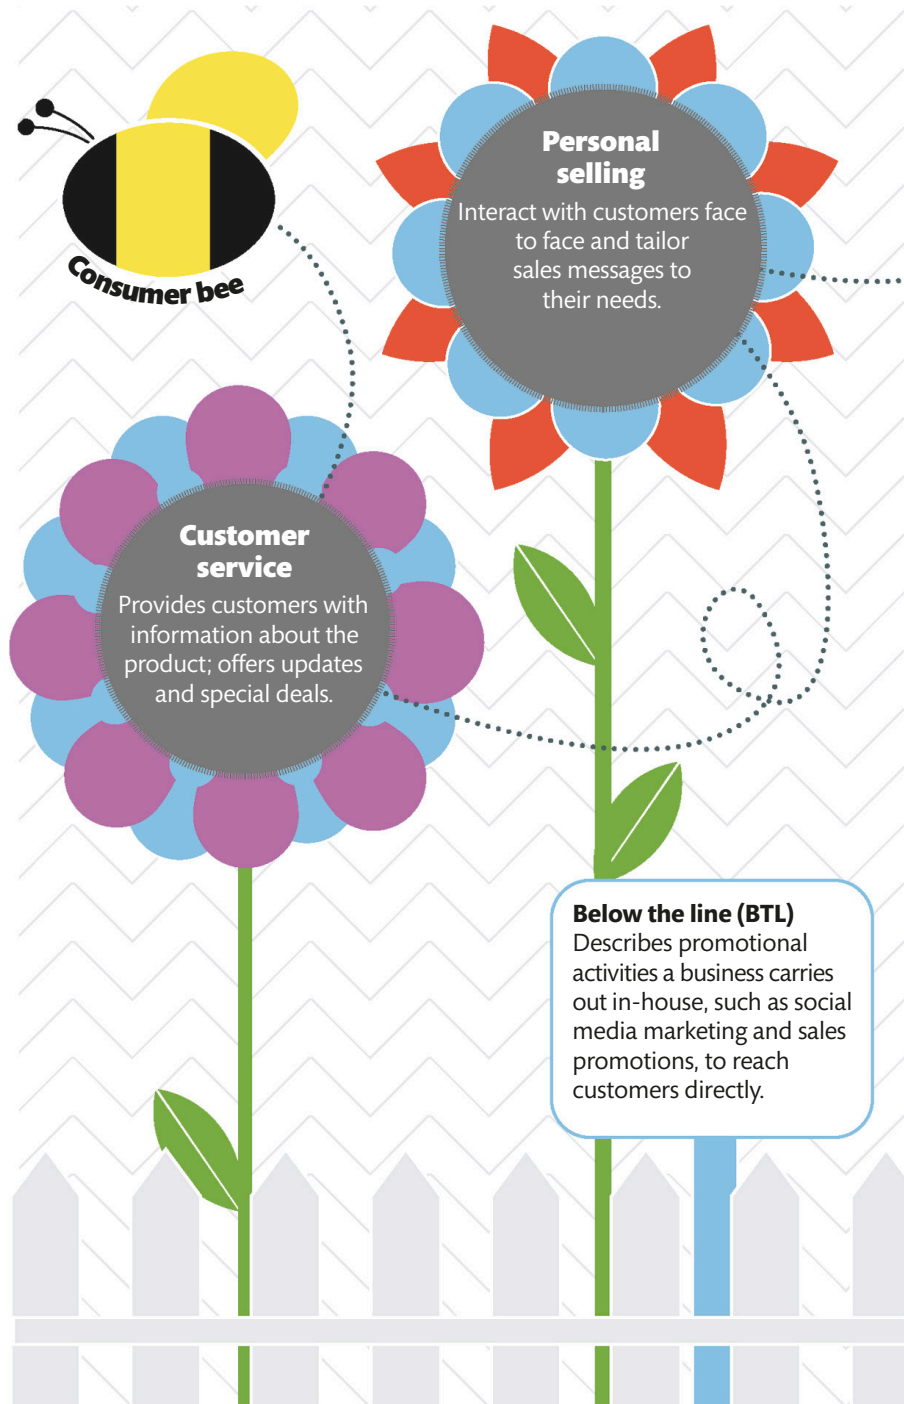 Consumer bee
Personal
selling
Interact with customers face
to face and tailor
sales messages to
their needs.
Customer
service
Provides customers with
information about the
product; offers updates
and special deals.
Below the line (BTL)
Describes promotional
activities a business carries
out in-house, such as social
media marketing and sales
promotions, to reach
customers directly.